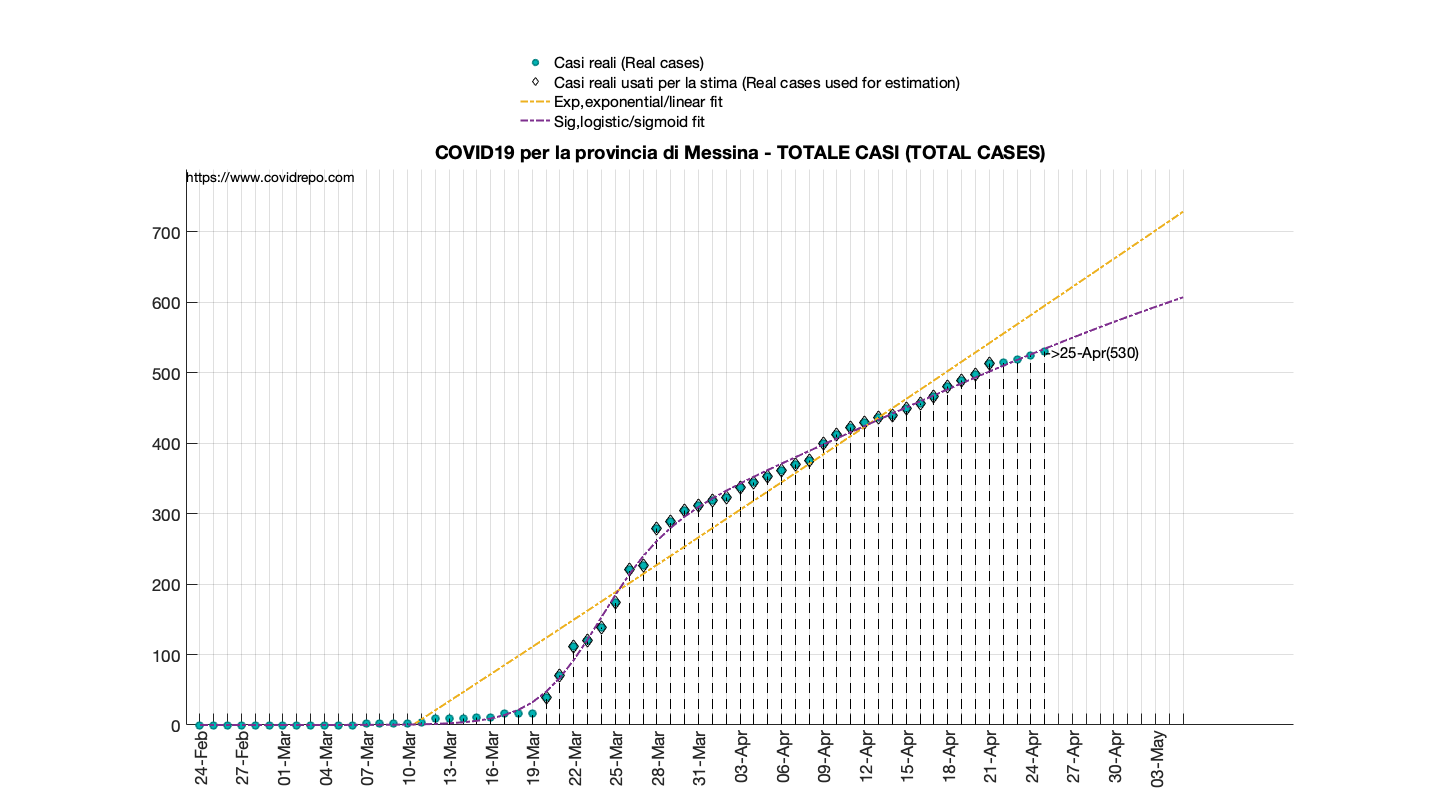 Casi reali (Real cases)
Casi reali usati per la stima (Real cases used for estimation)
Exp,exponential/linear fit
Sig,logistic/sigmoid fit
COVID19 per la provincia di Messina - TOTALE CASI (TOTAL CASES)
https://www.covidrepo.com
700
600
500
400
300
200
100
0
->25-Apr(530)
24-Feb
27-Feb
01-Mar
04-Mar
07-Mar
10-Mar
13-Mar
16-Mar
19-Mar
22-Mar
25-Mar
28-Mar
31-Mar
03-Apr
06-Apr
09-Apr
12-Apr
15-Apr
18-Apr
21-Apr
24-Apr
27-Apr
30-Apr
03-May